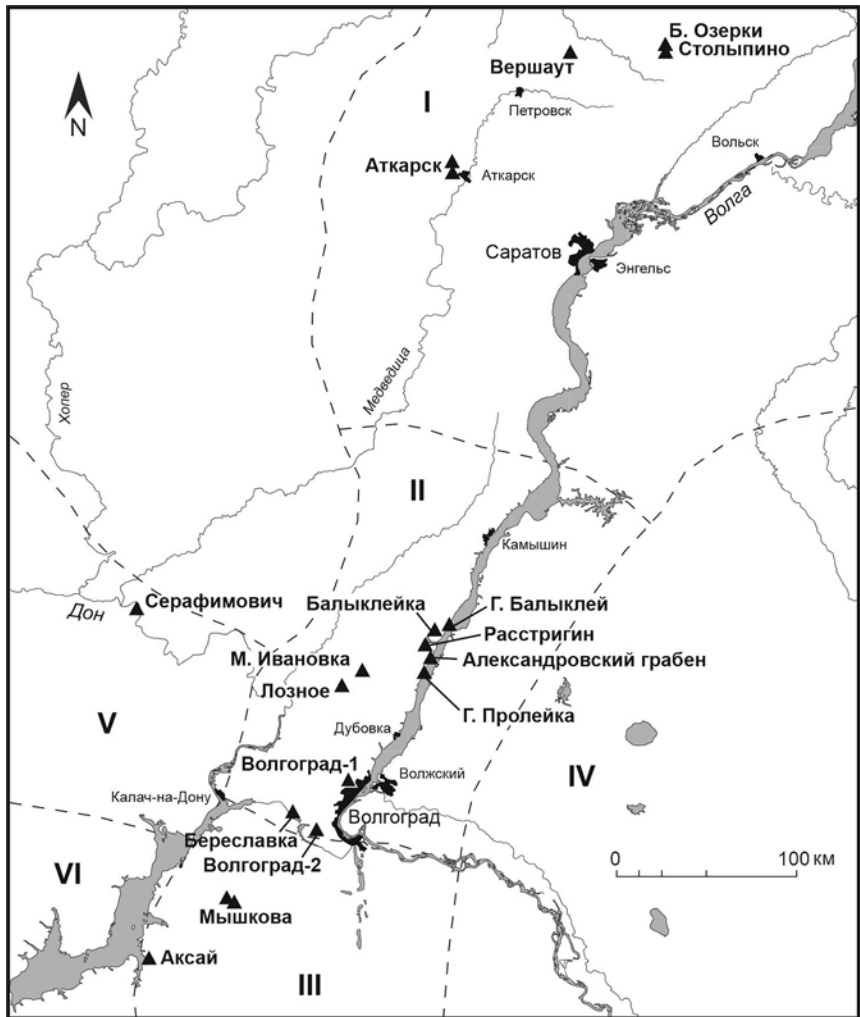 Б. Озерки
Столыпино
Вершаут
I
N
Петровск
Вольск
Аткарск
Аткарск
Волга
Саратов
Энгельс
Медведица
Хопер
II
Камышин
Серафимович
Дон
Балыклейка
Г. Балыклей
Расстригин
М. Ивановка
Александровский грабен
Лозное
V
Г. Пролейка
Дубовка
Волгоград-1
Волжский
IV
Калач-на-Дону
Волгоград
Береславка
Волгоград-2
0 100 км
VI
Мышкова
Аксай
III